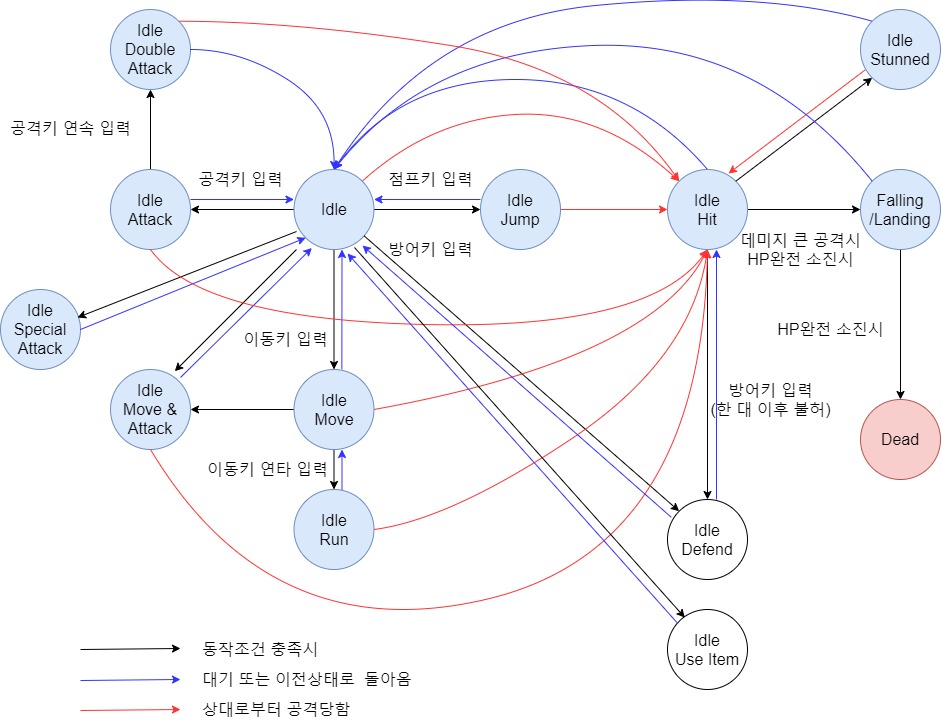 Idle
Double
Attack
Idle
Stunned
공격키 연속 입력
공격키 입력
점프키 입력
Idle
Attack
Idle
Idle
Jump
Idle
Hit
Falling
/Landing
방어키 입력
데미지 큰 공격시
HP완전 소진시
Idle
Special
Attack
이동키 입력
HP완전 소진시
Idle
Move &
Attack
Idle
Move
방어키 입력
(한 대 이후 불허)
Dead
이동키 연타 입력
Idle
Run
Idle
Defend
Idle
Use Item
동작조건 충족시
대기 또는 이전상태로 돌아옴
상대로부터 공격당함